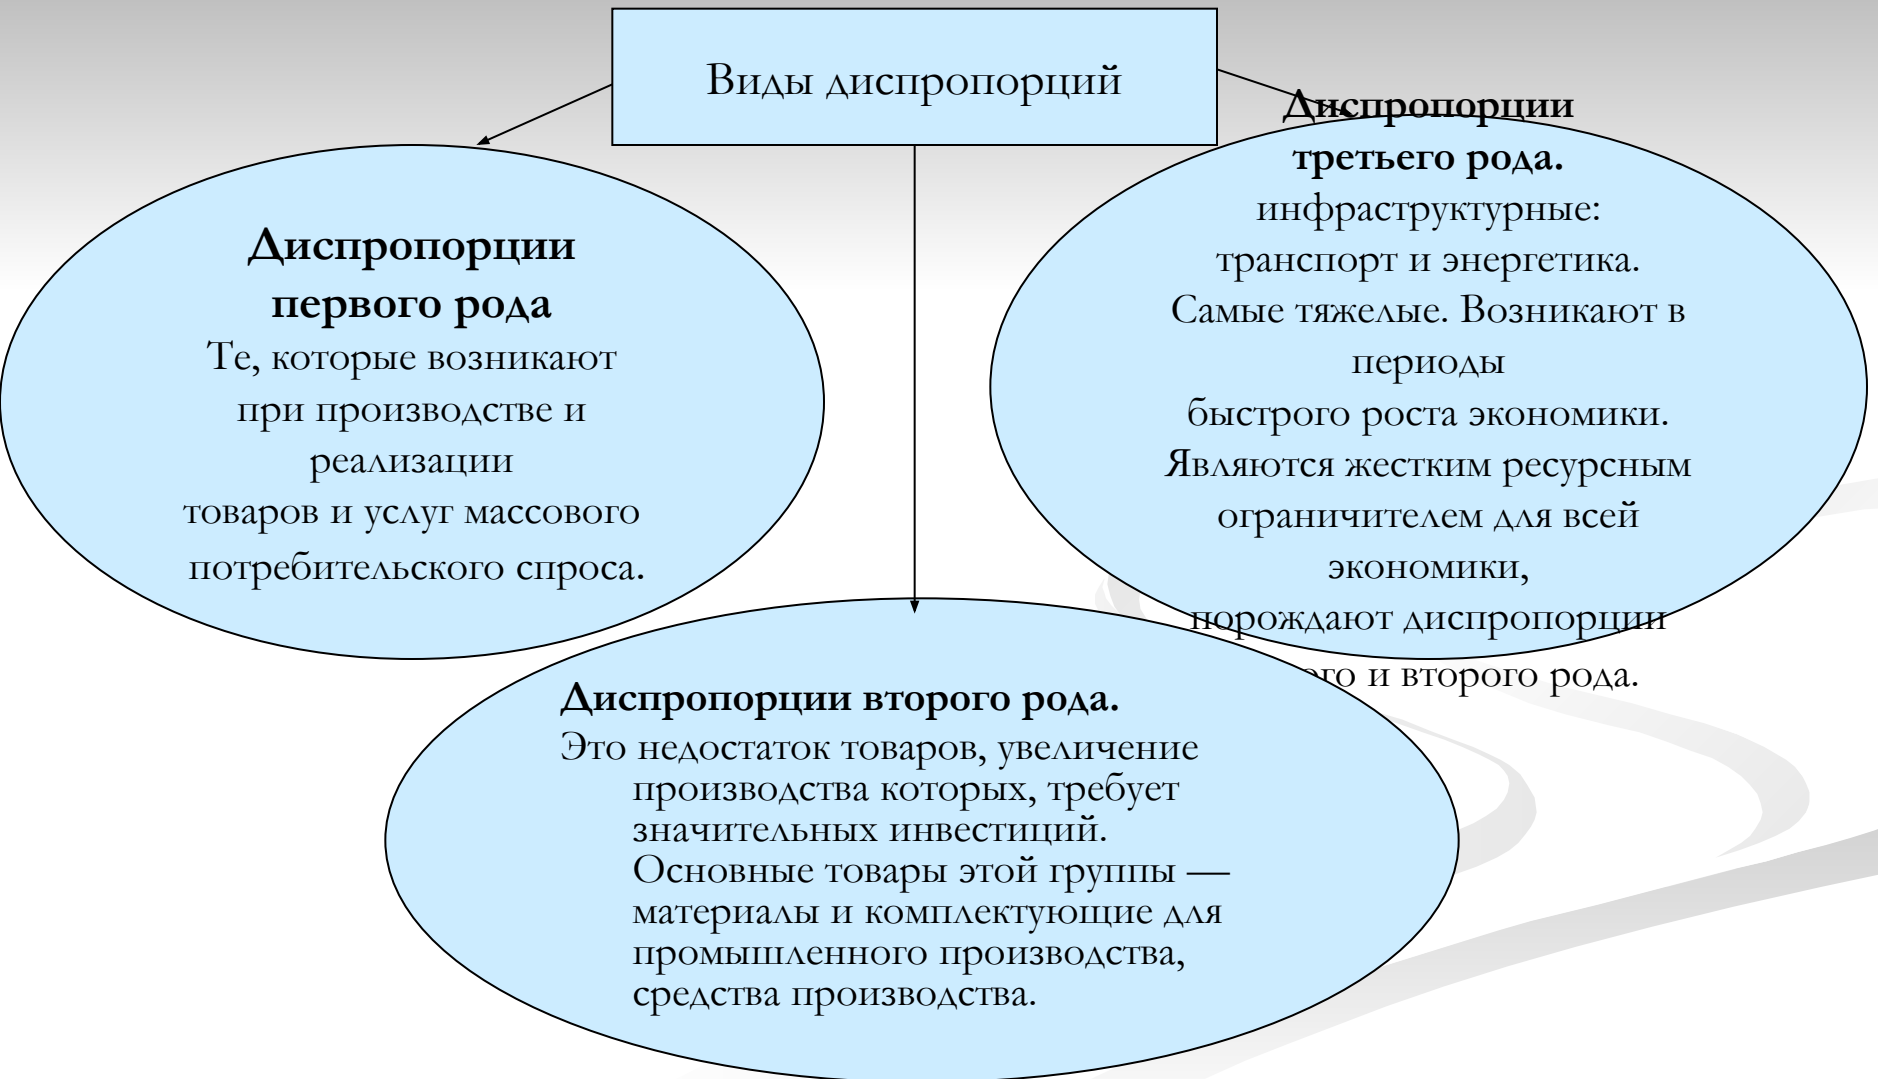 Виды диспропорций
Диспропорции
первого рода
Те, которые возникают
при производстве и
реализации
товаров и услуг массового
потребительского спроса.
Диспропорции
третьего рода.
инфраструктурные:
транспорт и энергетика.
Самые тяжелые. Возникают в
периоды
быстрого роста экономики.
Являются жестким ресурсным
ограничителем для всей
экономики,
порождают диспропорции
и второго рода.
Диспропорции второго рода.
Это недостаток товаров, увеличение
производства которых, требует
значительных инвестиций.
Основные товары этой группы —
материалы и комплектующие для
промышленного производства,
средства производства.